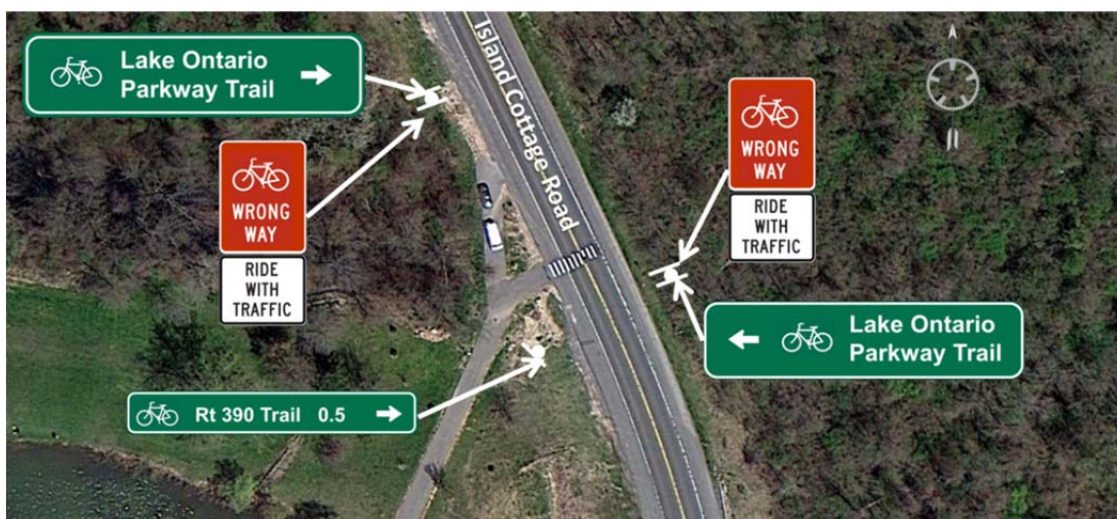 Lake Ontario
Parkway Trail
WRONG
WAY
RIDE
WITH
TRAFFIC
Island Cottage Road
WRONG
WAY
RIDE
WITH
TRAFFIC
Lake Ontario
Parkway Trail
Rt 390 Trail 0.5